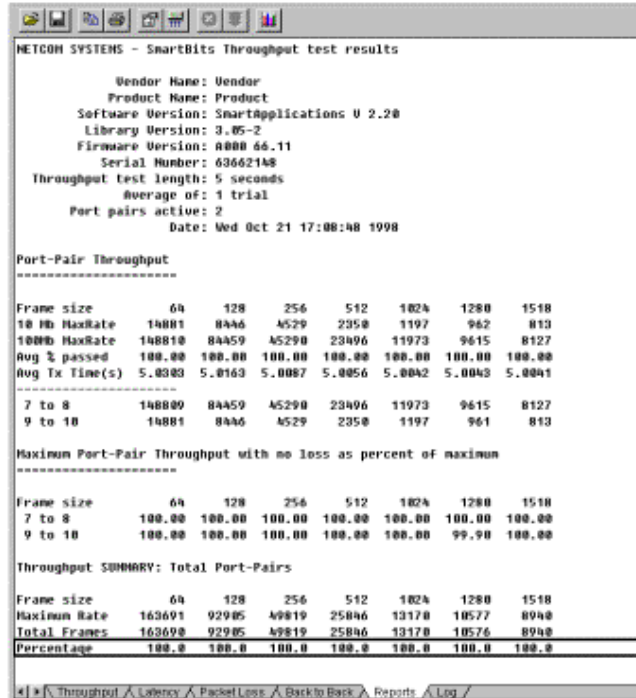 NETCOM SYSTEMS - SmartBits Throughput test results
Vendor Name: Vendor
Product Name: Product
Software Version: SmartApplications V 2.20
Library Version: 3.05-2
Firmware Version: A000 66.11
Serial Number: 63662148
Throughput test length: 5 seconds
Average of: 1 trial
Port pairs active: 2
Date: Wed Oct 21 17:08:48 1998
Port-Pair Throughput
----------------------
Frame size 64 128 256 512 1024 1280 1518
10 Mb MaxRate 14881 8446 4529 2350 1197 962 813
100Mb MaxRate 148810 84459 45290 23496 11973 9615 8127
Avg % passed 100.00 100.00 100.00 100.00 100.00 100.00 100.00
Avg Tx Time(s) 5.0303 5.0163 5.0087 5.0056 5.0042 5.0043 5.0041
----------------------
7 to 8 148809 84459 45290 23496 11973 9615 8127
9 to 10 14881 8446 4529 2350 1197 961 813
Maximum Port-Pair Throughput with no loss as percent of maximum
----------------------
Frame size 64 128 256 512 1024 1280 1518
7 to 8 100.00 100.00 100.00 100.00 100.00 100.00 100.00
9 to 10 100.00 100.00 100.00 100.00 100.00 99.90 100.00
Throughput SUMMARY: Total Port-Pairs
Frame size 64 128 256 512 1024 1280 1518
Maximum Rate 163691 92905 49819 25846 13170 10577 8940
Total Frames 163690 92905 49819 25846 13170 10576 8940
Percentage 100.0 100.0 100.0 100.0 100.0 100.0 100.0
Throughput Latency Packet Loss Back to Back Reports Log